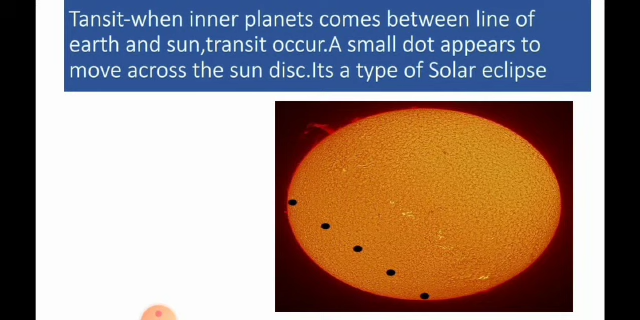 Tansit-when inner planets comes between line of
earth and sun,transit occur.A small dot appears to
move across the sun disc.Its a type of Solar eclipse